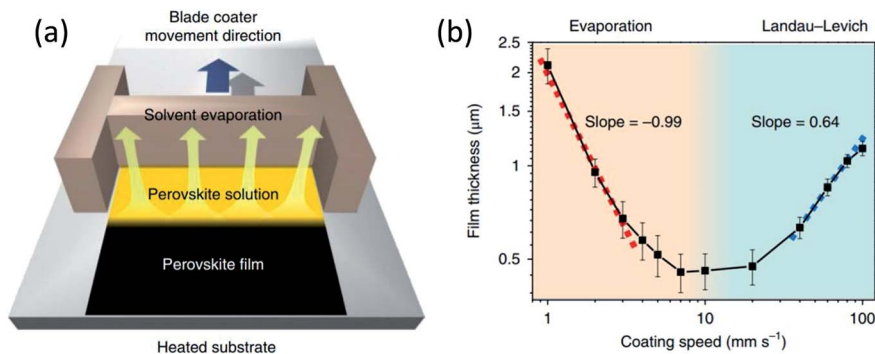 (a)
Blade coater
movement direction
Solvent evaporation
Perovskite solution
Perovskite film
Heated substrate
(b)
Evaporation
Landau–Levich
Film thickness (μm)
2.5
2
1.5
1
0.5
Slope = −0.99
Slope = 0.64
1
10
100
Coating speed (mm s⁻¹)